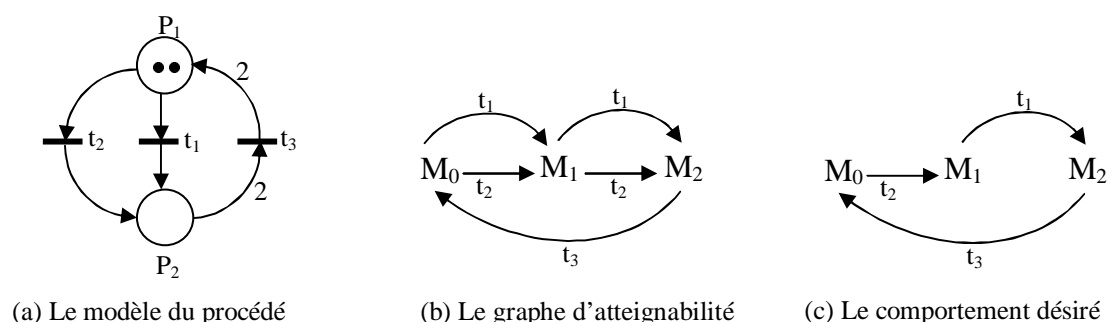 P₁
2
t₂
t₁
t₃
2
P₂
(a) Le modèle du procédé
t₁
t₁
M₀
t₂
M₁
t₂
M₂
t₃
(b) Le graphe d’atteignabilité
t₁
M₀
t₂
M₁
M₂
t₃
(c) Le comportement désiré